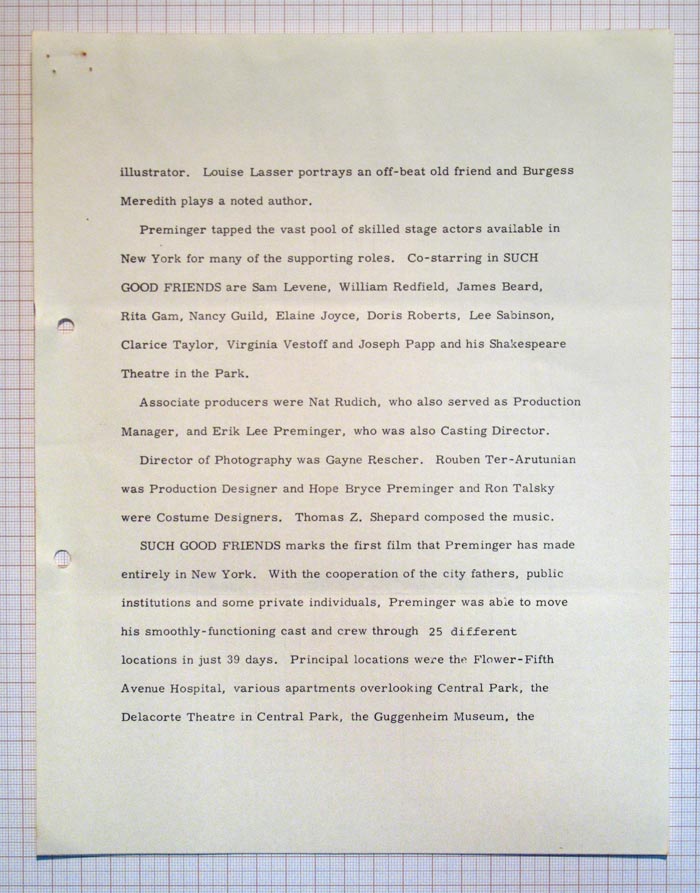 illustrator. Louise Lasser portrays an off-beat old friend and Burgess
Meredith plays a noted author.
Preminger tapped the vast pool of skilled stage actors available in
New York for many of the supporting roles. Co-starring in SUCH
GOOD FRIENDS are Sam Levene, William Redfield, James Beard,
Rita Gam, Nancy Guild, Elaine Joyce, Doris Roberts, Lee Sabinson,
Clarice Taylor, Virginia Vestoff and Joseph Papp and his Shakespeare
Theatre in the Park.
Associate producers were Nat Rudich, who also served as Production
Manager, and Erik Lee Preminger, who was also Casting Director.
Director of Photography was Gayne Rescher. Rouben Ter-Arutunian
was Production Designer and Hope Bryce Preminger and Ron Talsky
were Costume Designers. Thomas Z. Shepard composed the music.
SUCH GOOD FRIENDS marks the first film that Preminger has made
entirely in New York. With the cooperation of the city fathers, public
institutions and some private individuals, Preminger was able to move
his smoothly-functioning cast and crew through 25 different
locations in just 39 days. Principal locations were the Flower-Fifth
Avenue Hospital, various apartments overlooking Central Park, the
Delacorte Theatre in Central Park, the Guggenheim Museum, the